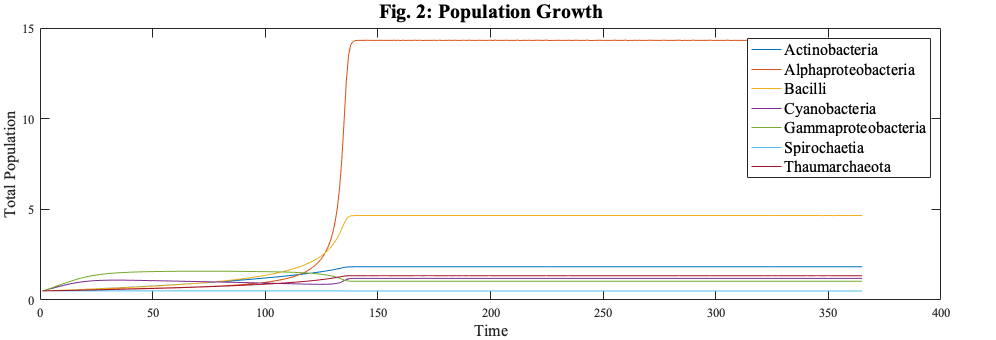 Fig. 2: Population Growth
15
10
5
0
Total Population
Actinobacteria
Alphaproteobacteria
Bacilli
Cyanobacteria
Gammaproteobacteria
Spirochaetia
Thaumarchaeota
0 50 100 150 200 250 300 350 400
Time